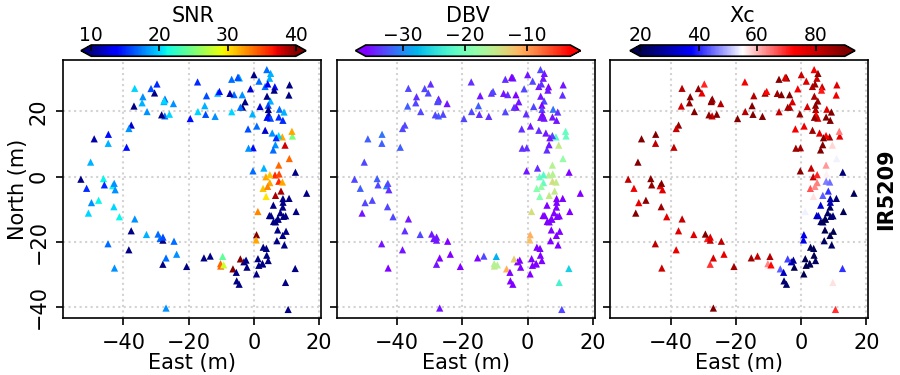 SNR DBV Xc
10 20 30 40 −30 −20 −10 20 40 60 80
20
0
−20
−40
North (m)
−40 −20 0 20 −40 −20 0 20 −40 −20 0 20
East (m) East (m) East (m)
IR5209